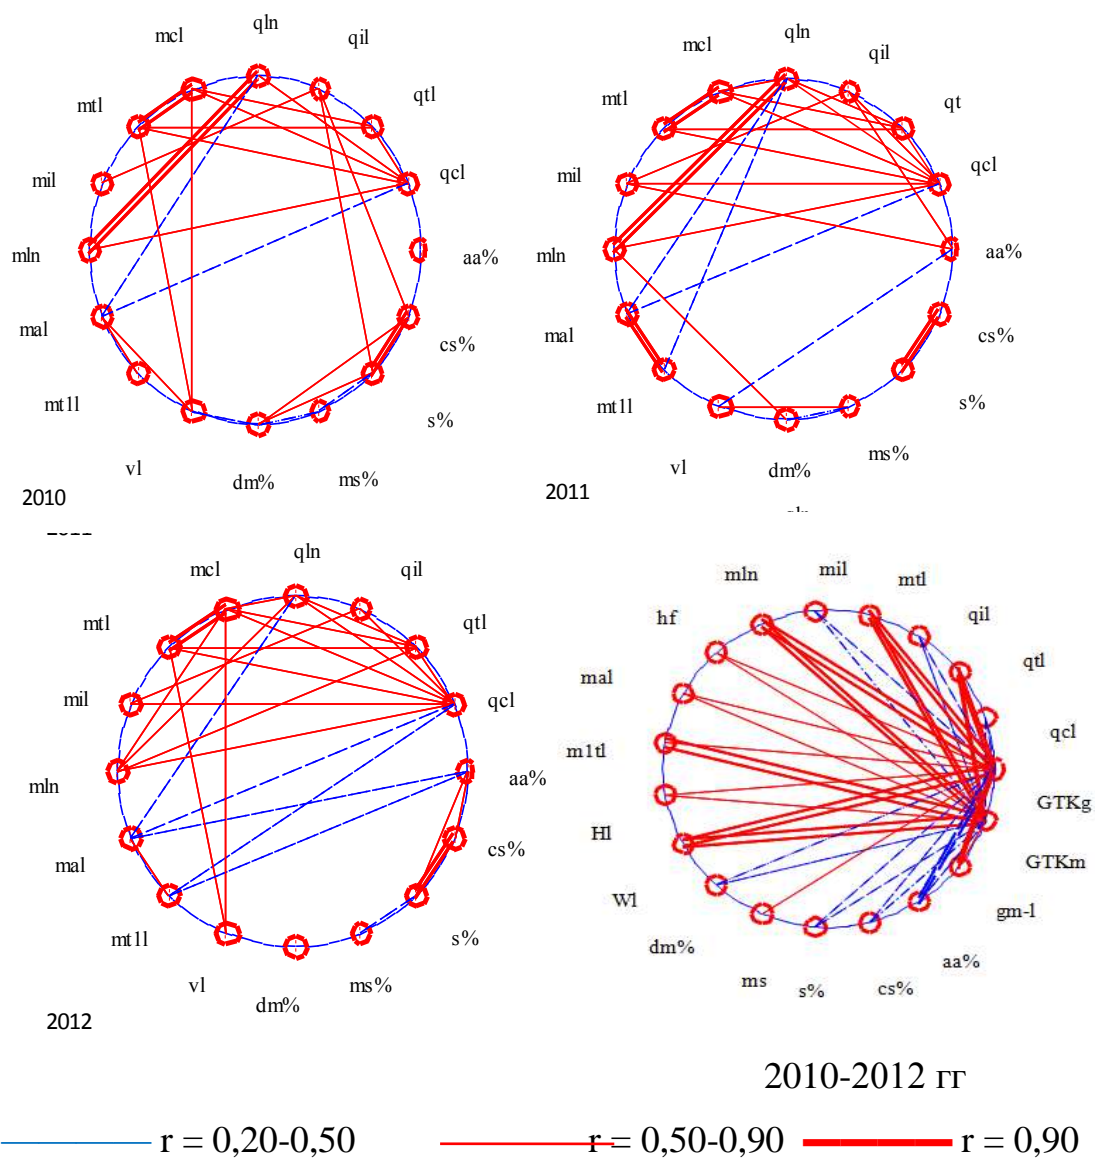 qln
mcl
qil
mtl
qtl
mil
qcl
mln
aa%
mal
cs%
mt1l
s%
vl
dm%
ms%
2010
qln
mcl
qil
mtl
qt
mil
qcl
mln
aa%
mal
cs%
mt1l
s%
vl
dm%
ms%
2011
qln
mcl
qil
mtl
qtl
mil
qcl
mln
aa%
mal
cs%
mt1l
s%
vl
dm%
ms%
2012
mln
mil
mtl
hf
qil
mal
qtl
m1tl
qcl
Hl
GTKg
Wl
GTKm
dm%
gm-l
ms
s%
cs%
aa%
2010-2012 гг
r = 0,20-0,50
r = 0,50-0,90
r = 0,90